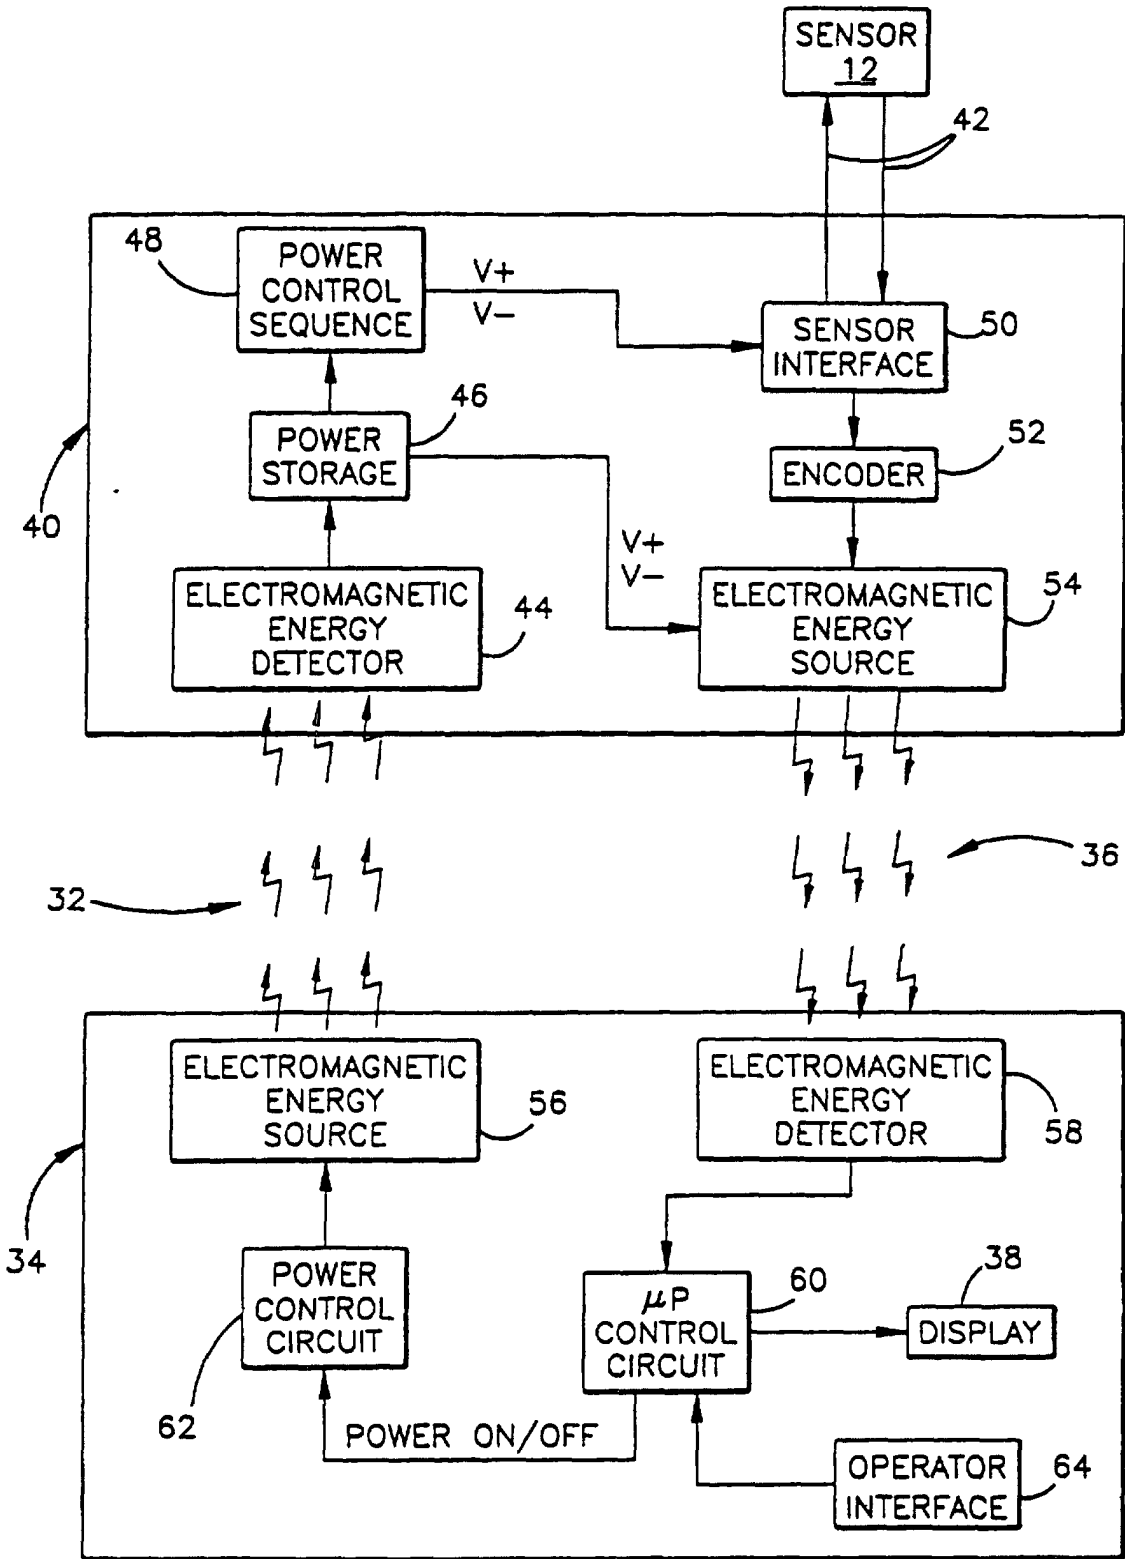 SENSOR
12
42
48
POWER
CONTROL
SEQUENCE
V+
V-
SENSOR
INTERFACE
50
46
POWER
STORAGE
52
ENCODER
40
V+
V-
ELECTROMAGNETIC
ENERGY
DETECTOR
44
ELECTROMAGNETIC
ENERGY
SOURCE
54
32
36
ELECTROMAGNETIC
ENERGY
SOURCE
56
ELECTROMAGNETIC
ENERGY
DETECTOR
58
34
POWER
CONTROL
CIRCUIT
62
μP
CONTROL
CIRCUIT
60
38
DISPLAY
POWER ON/OFF
OPERATOR
INTERFACE
64